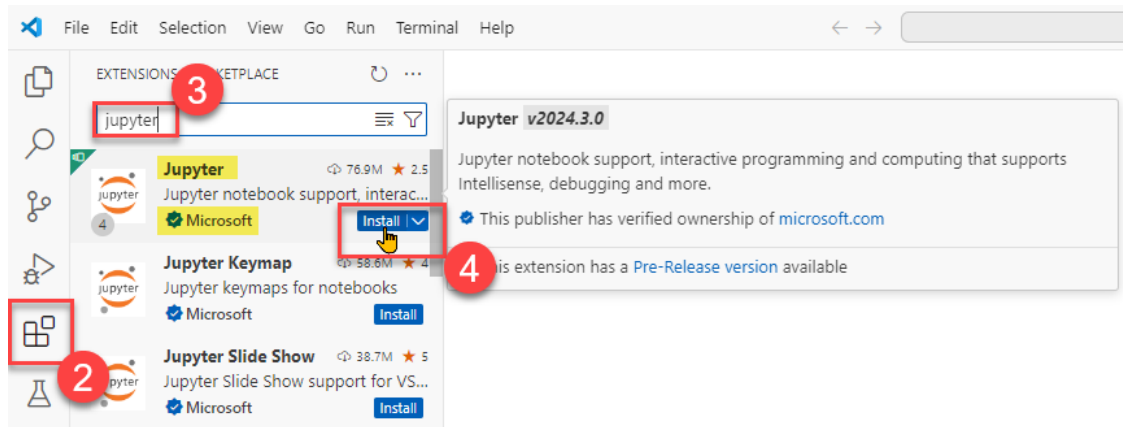 File Edit Selection View Go Run Terminal Help
EXTENSIONS KETPLACE
3
jupyter
Jupyter 76.9M ★ 2.5
Jupyter notebook support, interac...
jupyter
4
Microsoft
Install
Jupyter Keymap 58.6M ★ 4
Jupyter keymaps for notebooks
jupyter
Microsoft
Install
2
Jupyter Slide Show 38.7M ★ 5
Jupyter Slide Show support for VS...
pyter
Microsoft
Install
Jupyter v2024.3.0
Jupyter notebook support, interactive programming and computing that supports
Intellisense, debugging and more.
This publisher has verified ownership of microsoft.com
4
is extension has a Pre-Release version available